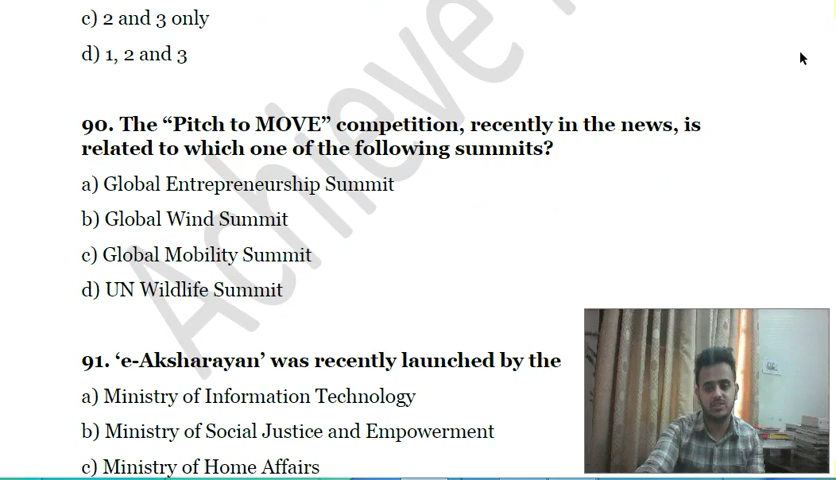 c) 2 and 3 only
d) 1, 2 and 3
90. The “Pitch to MOVE” competition, recently in the news, is
related to which one of the following summits?
a) Global Entrepreneurship Summit
b) Global Wind Summit
c) Global Mobility Summit
d) UN Wildlife Summit
91. ‘e-Aksharayan’ was recently launched by the
a) Ministry of Information Technology
b) Ministry of Social Justice and Empowerment
c) Ministry of Home Affairs
Achieve